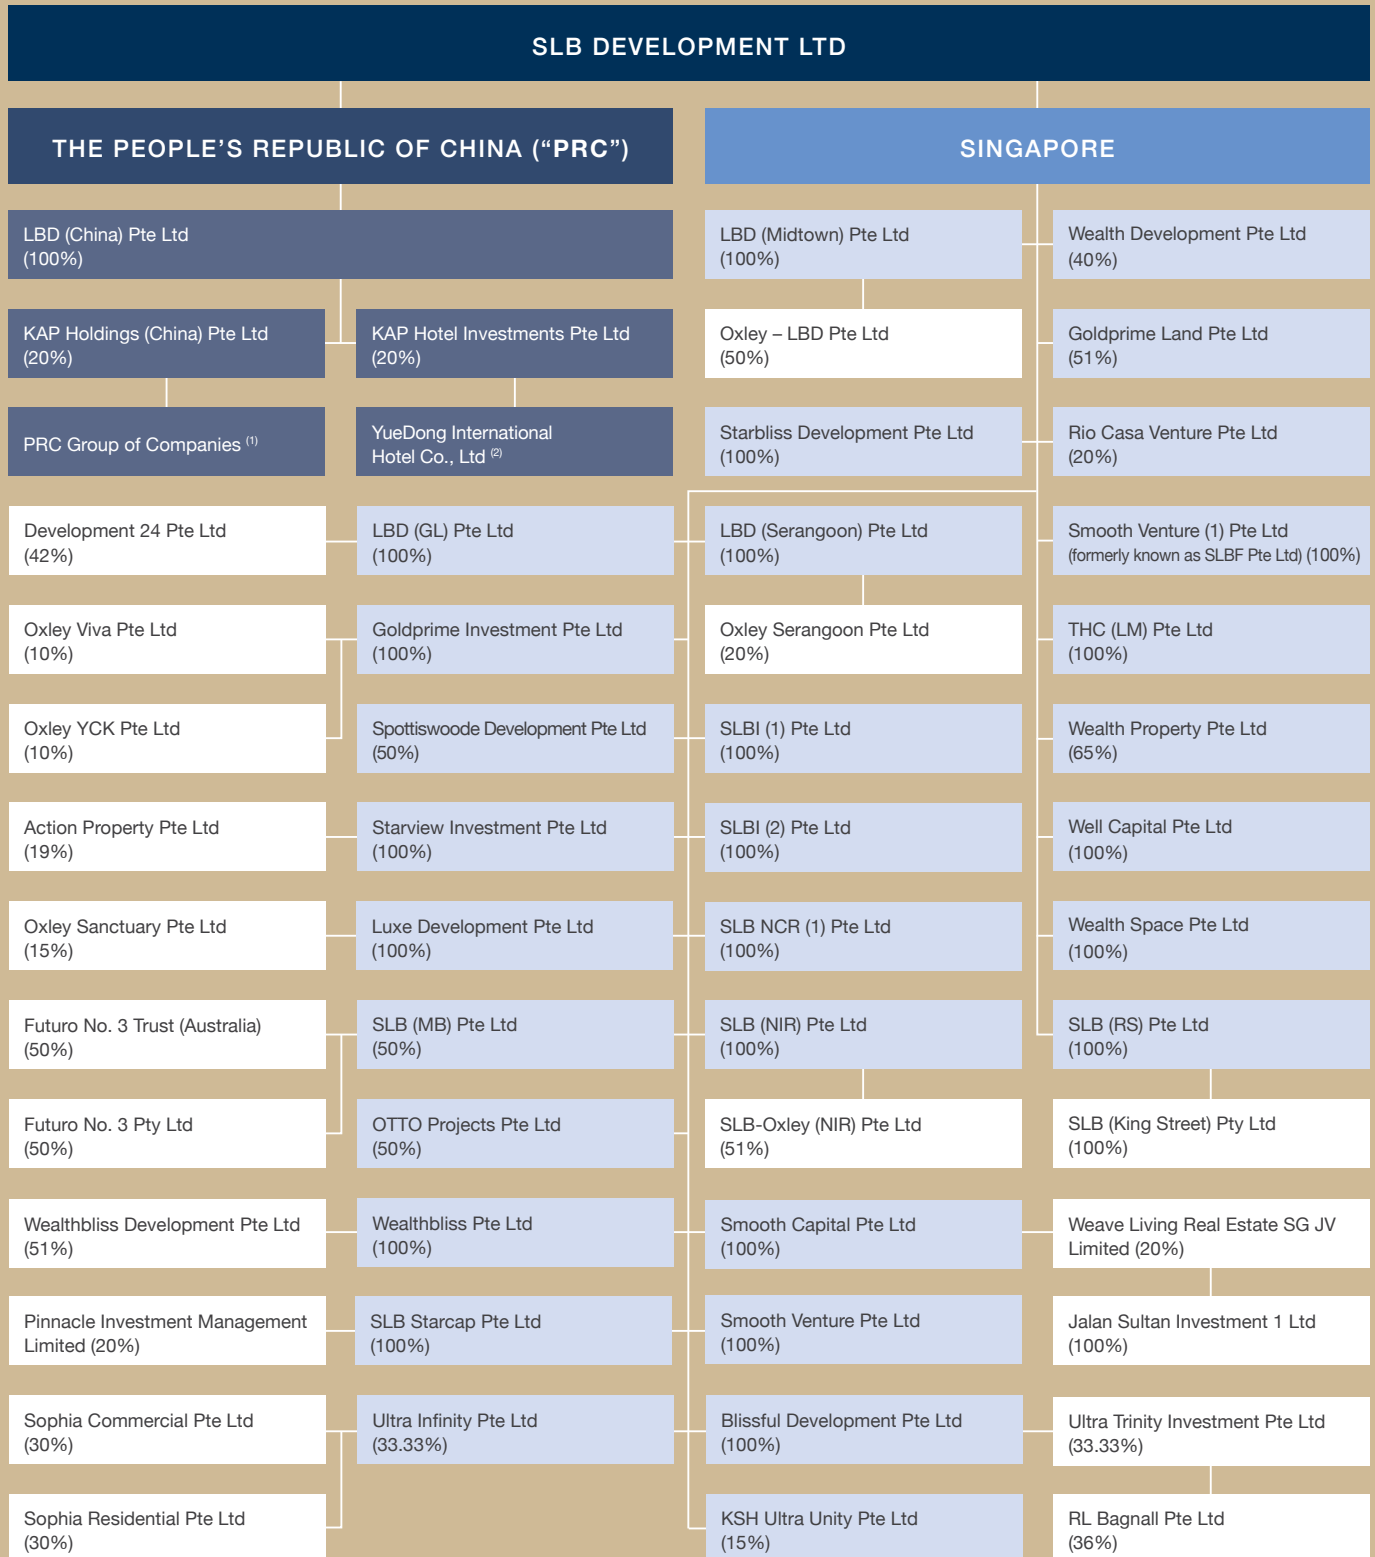 SLB DEVELOPMENT LTD
THE PEOPLE'S REPUBLIC OF CHINA (“PRC”)
SINGAPORE
LBD (China) Pte Ltd
(100%)
LBD (Midtown) Pte Ltd
(100%)
Wealth Development Pte Ltd
(40%)
KAP Holdings (China) Pte Ltd
(20%)
KAP Hotel Investments Pte Ltd
(20%)
Oxley – LBD Pte Ltd
(50%)
Goldprime Land Pte Ltd
(51%)
PRC Group of Companies (1)
YueDong International
Hotel Co., Ltd (2)
Starbliss Development Pte Ltd
(100%)
Rio Casa Venture Pte Ltd
(20%)
Development 24 Pte Ltd
(42%)
LBD (GL) Pte Ltd
(100%)
LBD (Serangoon) Pte Ltd
(100%)
Smooth Venture (1) Pte Ltd
(formerly known as SLBF Pte Ltd) (100%)
Oxley Viva Pte Ltd
(10%)
Goldprime Investment Pte Ltd
(100%)
Oxley Serangoon Pte Ltd
(20%)
THC (LM) Pte Ltd
(100%)
Oxley YCK Pte Ltd
(10%)
Spottiswoode Development Pte Ltd
(50%)
SLBI (1) Pte Ltd
(100%)
Wealth Property Pte Ltd
(65%)
Action Property Pte Ltd
(19%)
Starview Investment Pte Ltd
(100%)
SLBI (2) Pte Ltd
(100%)
Well Capital Pte Ltd
(100%)
Oxley Sanctuary Pte Ltd
(15%)
Luxe Development Pte Ltd
(100%)
SLB NCR (1) Pte Ltd
(100%)
Wealth Space Pte Ltd
(100%)
Futuro No. 3 Trust (Australia)
(50%)
SLB (MB) Pte Ltd
(50%)
SLB (NIR) Pte Ltd
(100%)
SLB (RS) Pte Ltd
(100%)
Futuro No. 3 Pty Ltd
(50%)
OTTO Projects Pte Ltd
(50%)
SLB-Oxley (NIR) Pte Ltd
(51%)
SLB (King Street) Pty Ltd
(100%)
Wealthbliss Development Pte Ltd
(51%)
Wealthbliss Pte Ltd
(100%)
Smooth Capital Pte Ltd
(100%)
Weave Living Real Estate SG JV
Limited (20%)
Pinnacle Investment Management
Limited (20%)
SLB Starcap Pte Ltd
(100%)
Smooth Venture Pte Ltd
(100%)
Jalan Sultan Investment 1 Ltd
(100%)
Sophia Commercial Pte Ltd
(30%)
Ultra Infinity Pte Ltd
(33.33%)
Blissful Development Pte Ltd
(100%)
Ultra Trinity Investment Pte Ltd
(33.33%)
Sophia Residential Pte Ltd
(30%)
KSH Ultra Unity Pte Ltd
(15%)
RL Bagnall Pte Ltd
(36%)